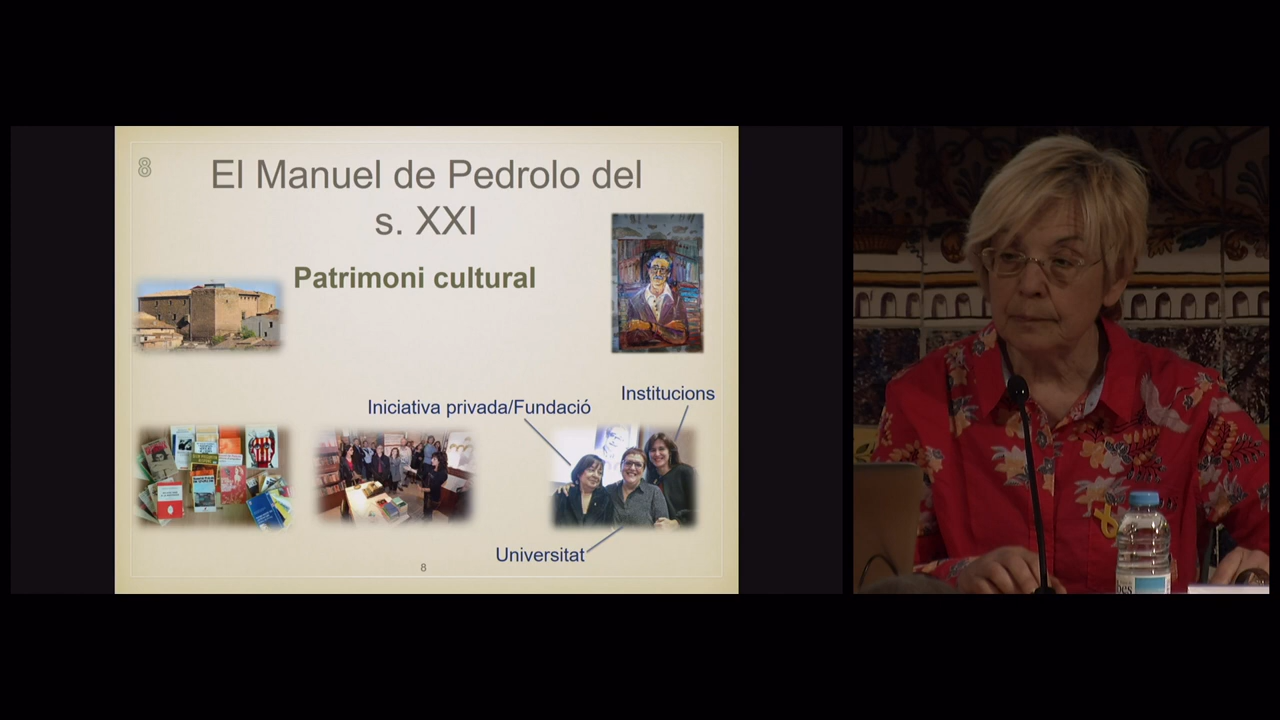 8
El Manuel de Pedrolo del
s. XXI
Patrimoni cultural
Institucions
Iniciativa privada/Fundació
Universitat
8